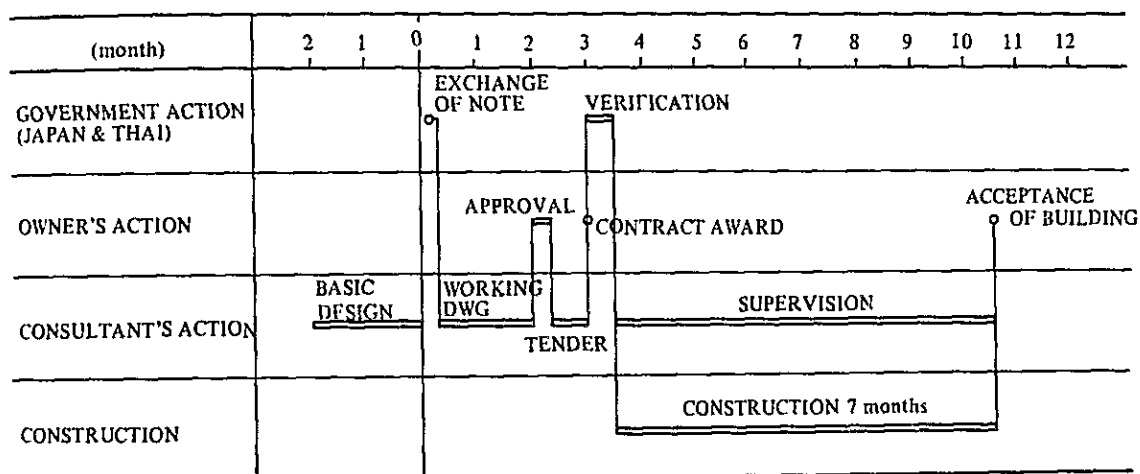 (month) 2 1 0 1 2 3 4 5 6 7 8 9 10 11 12
GOVERNMENT ACTION
(JAPAN & THAI)
EXCHANGE
OF NOTE
VERIFICATION
OWNER'S ACTION
APPROVAL
CONTRACT AWARD
ACCEPTANCE
OF BUILDING
CONSULTANT'S ACTION
BASIC
DESIGN
WORKING
DWG
TENDER
SUPERVISION
CONSTRUCTION
CONSTRUCTION 7 months